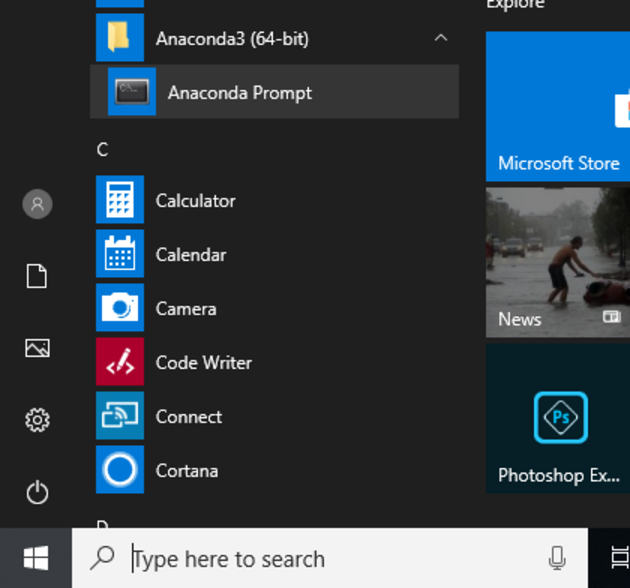 Explore
Anaconda3 (64-bit)
Anaconda Prompt
C
Calculator
Calendar
Camera
Code Writer
Connect
Cortana
D
Microsoft Store
News
Ps
Photoshop Ex...
Type here to search